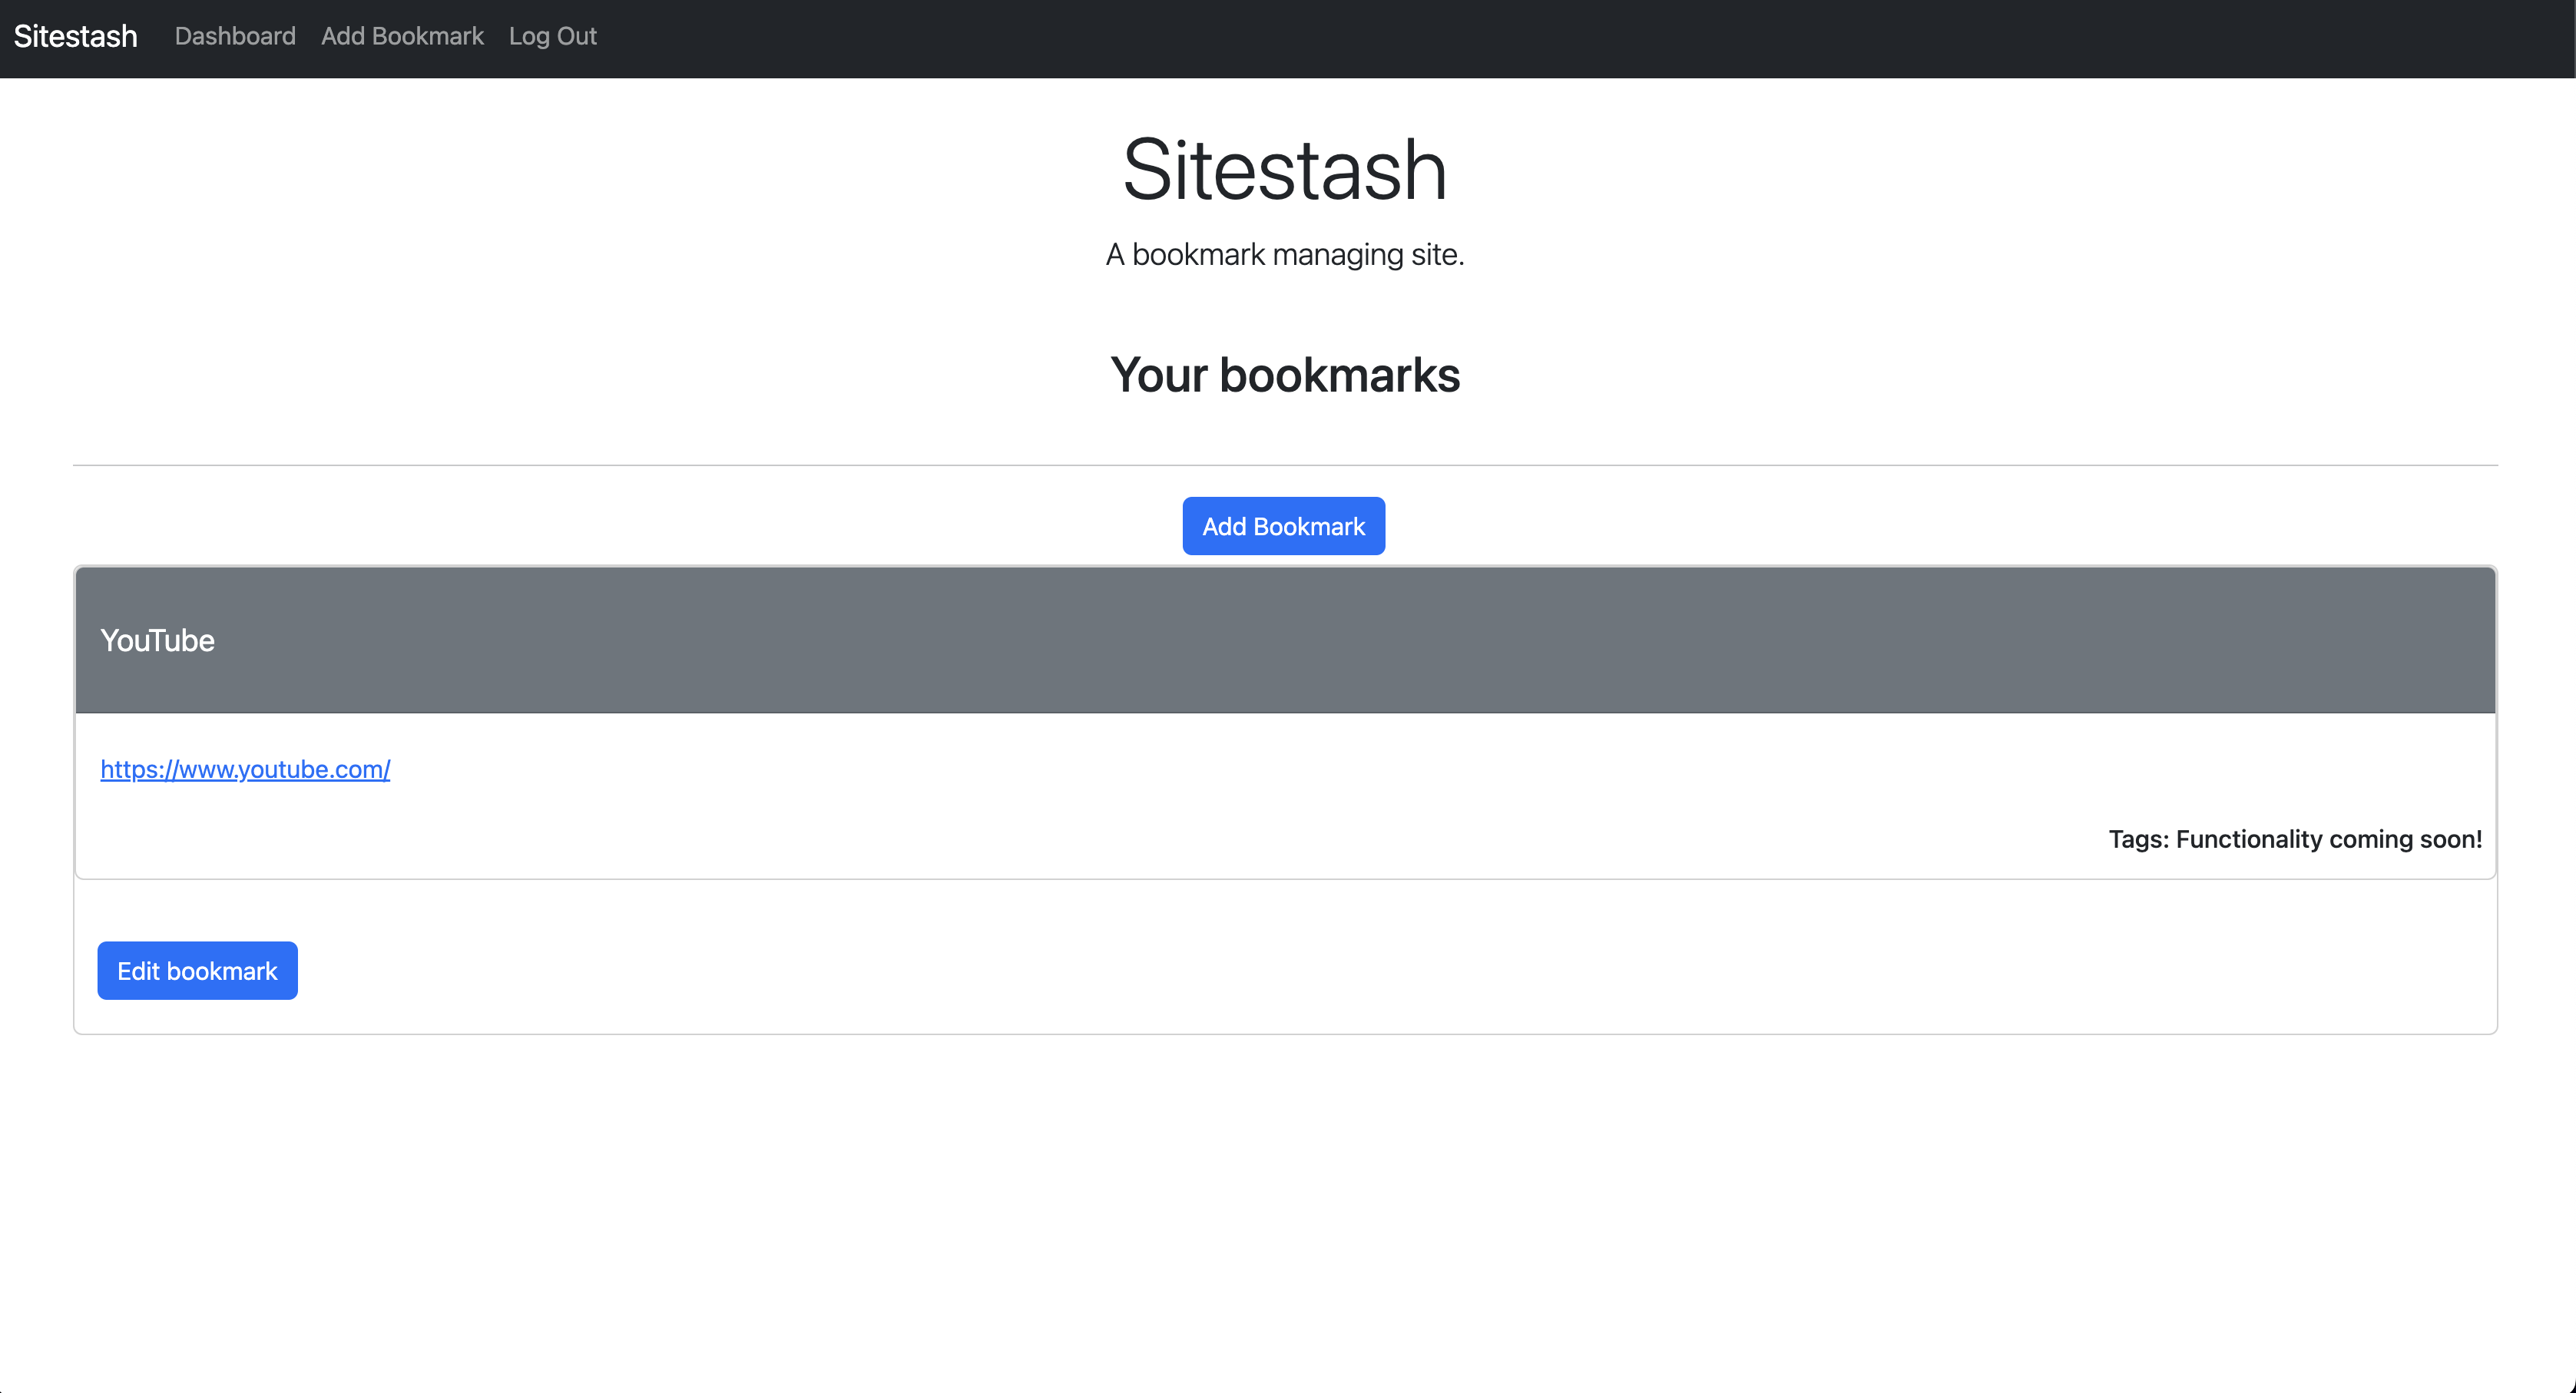 Sitestash Dashboard Add Bookmark Log Out
Sitestash
A bookmark managing site.
Your bookmarks
Add Bookmark
YouTube
https://www.youtube.com/
Tags: Functionality coming soon!
Edit bookmark